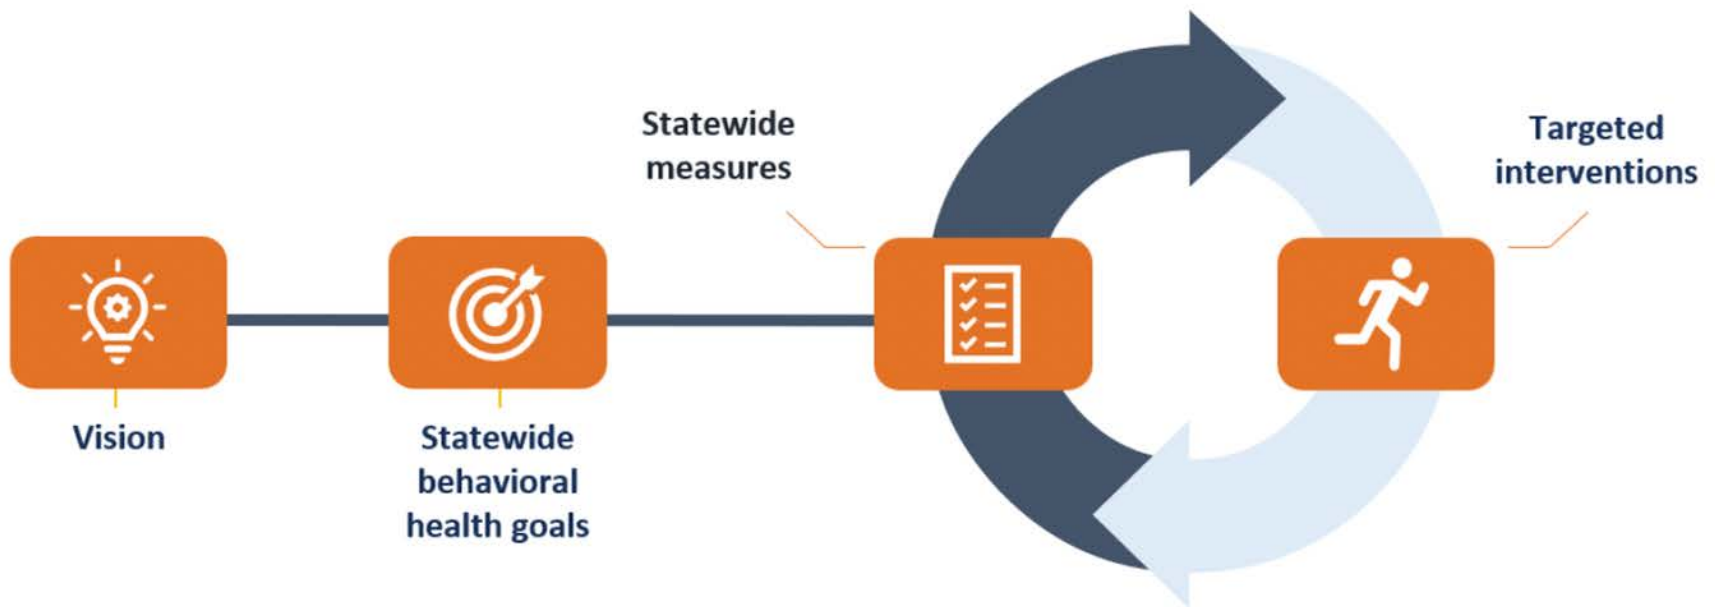 Vision
Statewide
behavioral
health goals
Statewide
measures
Targeted
interventions